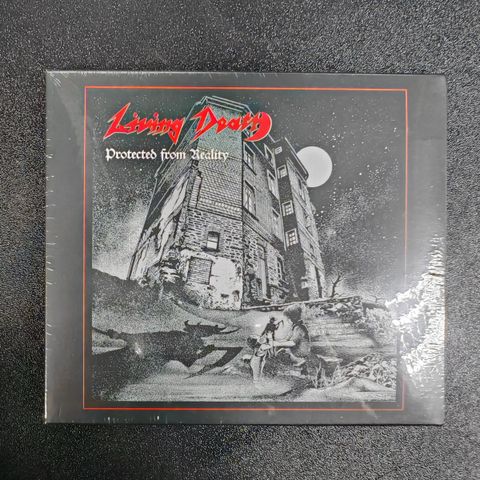 Living Death
Protected from Reality